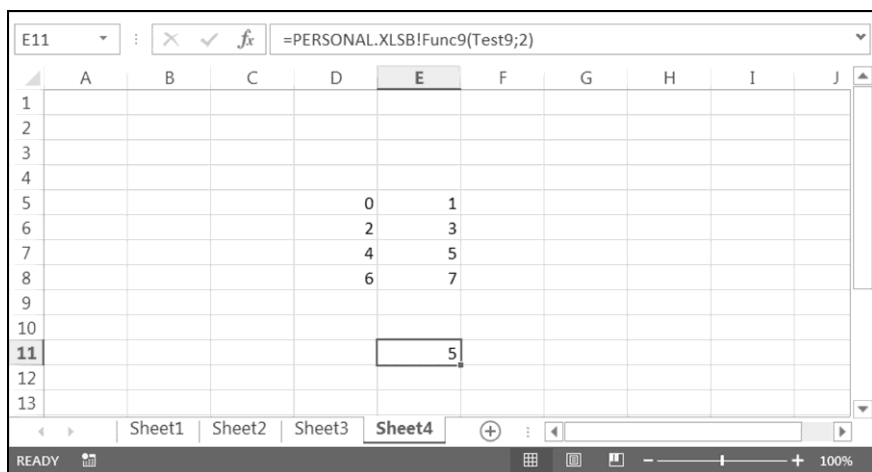 E11 fx =PERSONAL.XLSB!Func9(Test9;2)
A B C D E F G H I J
1
2
3
4
5 0 1
6 2 3
7 4 5
8 6 7
9
10
11 5
12
13
Sheet1 Sheet2 Sheet3 Sheet4
READY 100%